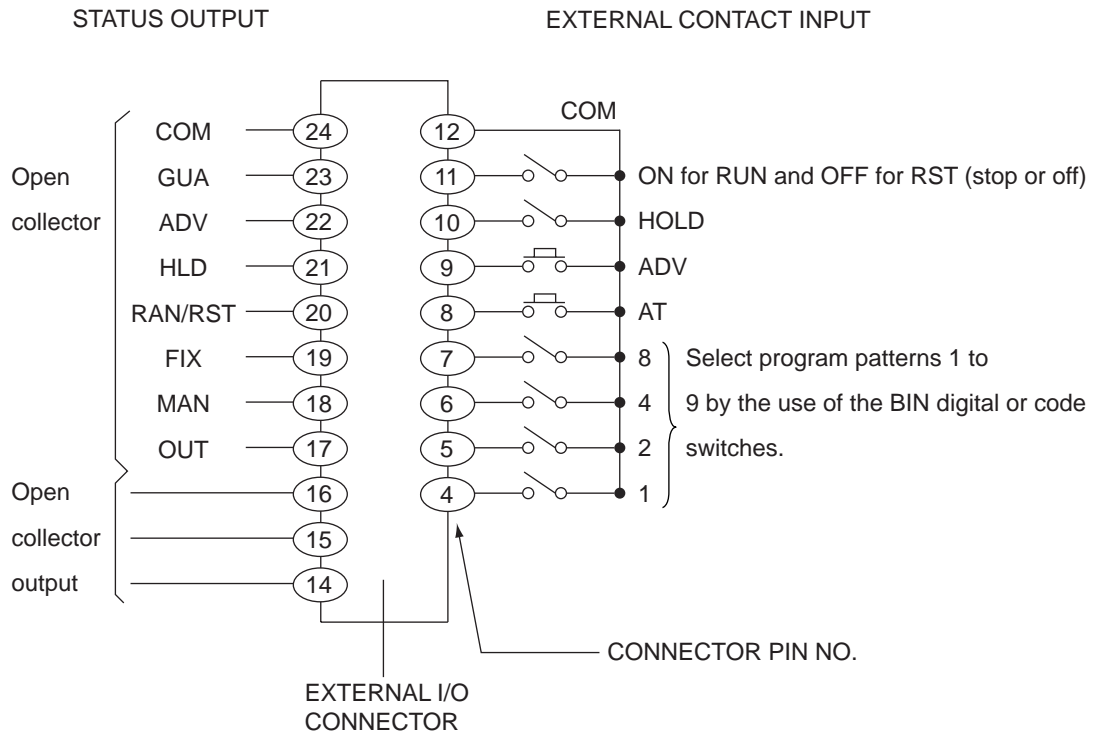 STATUS OUTPUT
EXTERNAL CONTACT INPUT
COM
COM 24 12
Open GUA 23 11 ON for RUN and OFF for RST (stop or off)
collector ADV 22 10 HOLD
HLD 21 9 ADV
RAN/RST 20 8 AT
FIX 19 7 8 Select program patterns 1 to
MAN 18 6 4 9 by the use of the BIN digital or code
OUT 17 5 2 switches.
Open 16 4 1
collector 15
output 14
CONNECTOR PIN NO.
EXTERNAL I/O
CONNECTOR